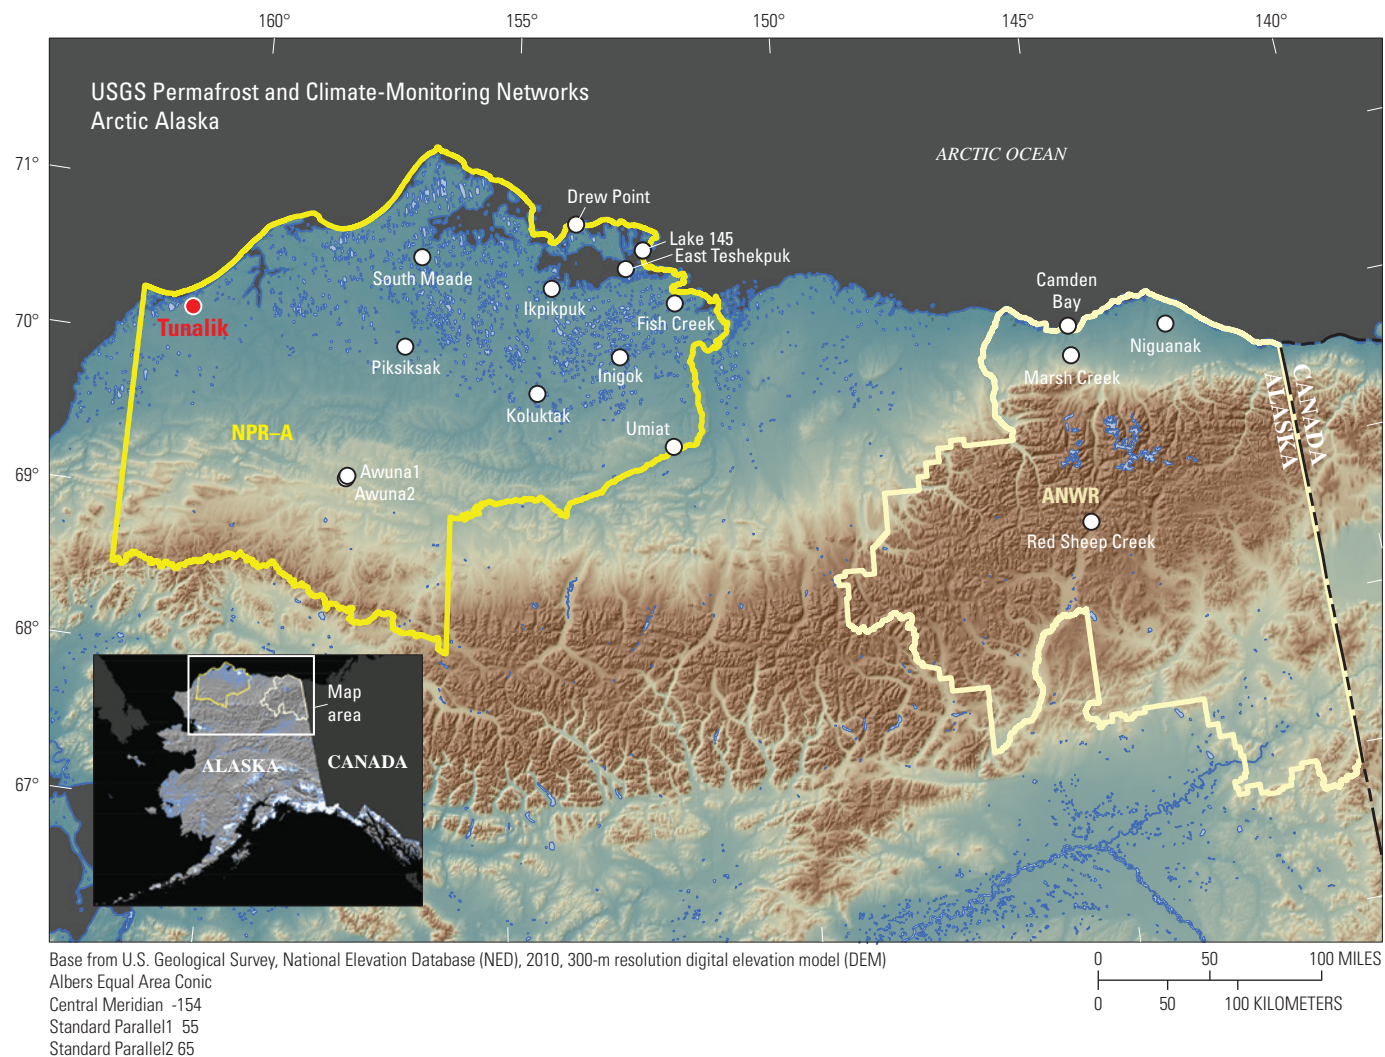 160°
155°
150°
145°
140°
USGS Permafrost and Climate-Monitoring Networks
Arctic Alaska
ARCTIC OCEAN
71°
70°
69°
68°
67°
Drew Point
Lake 145
East Teshekpuk
South Meade
Ikpikpuk
Fish Creek
Tunalik
Piksiksak
Inigok
Koluktak
Umiat
NPR–A
Awuna1
Awuna2
Camden
Bay
Niguanak
Marsh Creek
CANADA
ALASKA
ANWR
Red Sheep Creek
Map
area
ALASKA
CANADA
Base from U.S. Geological Survey, National Elevation Database (NED), 2010, 300-m resolution digital elevation model (DEM)
Albers Equal Area Conic
Central Meridian -154
Standard Parallel1 55
Standard Parallel2 65
0 50 100 MILES
0 50 100 KILOMETERS